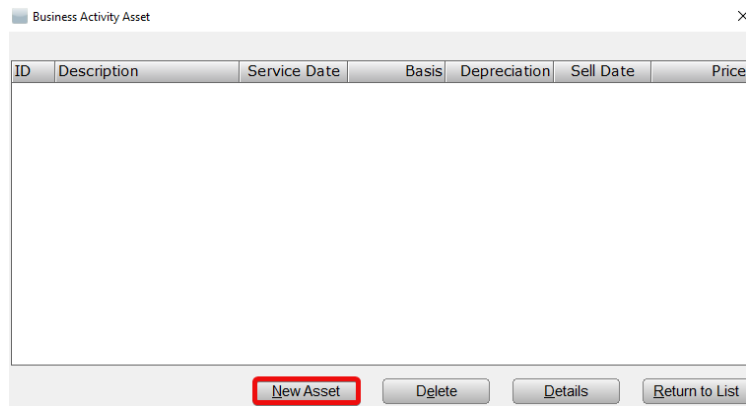 Business Activity Asset
ID Description Service Date Basis Depreciation Sell Date Price
New Asset Delete Details Return to List